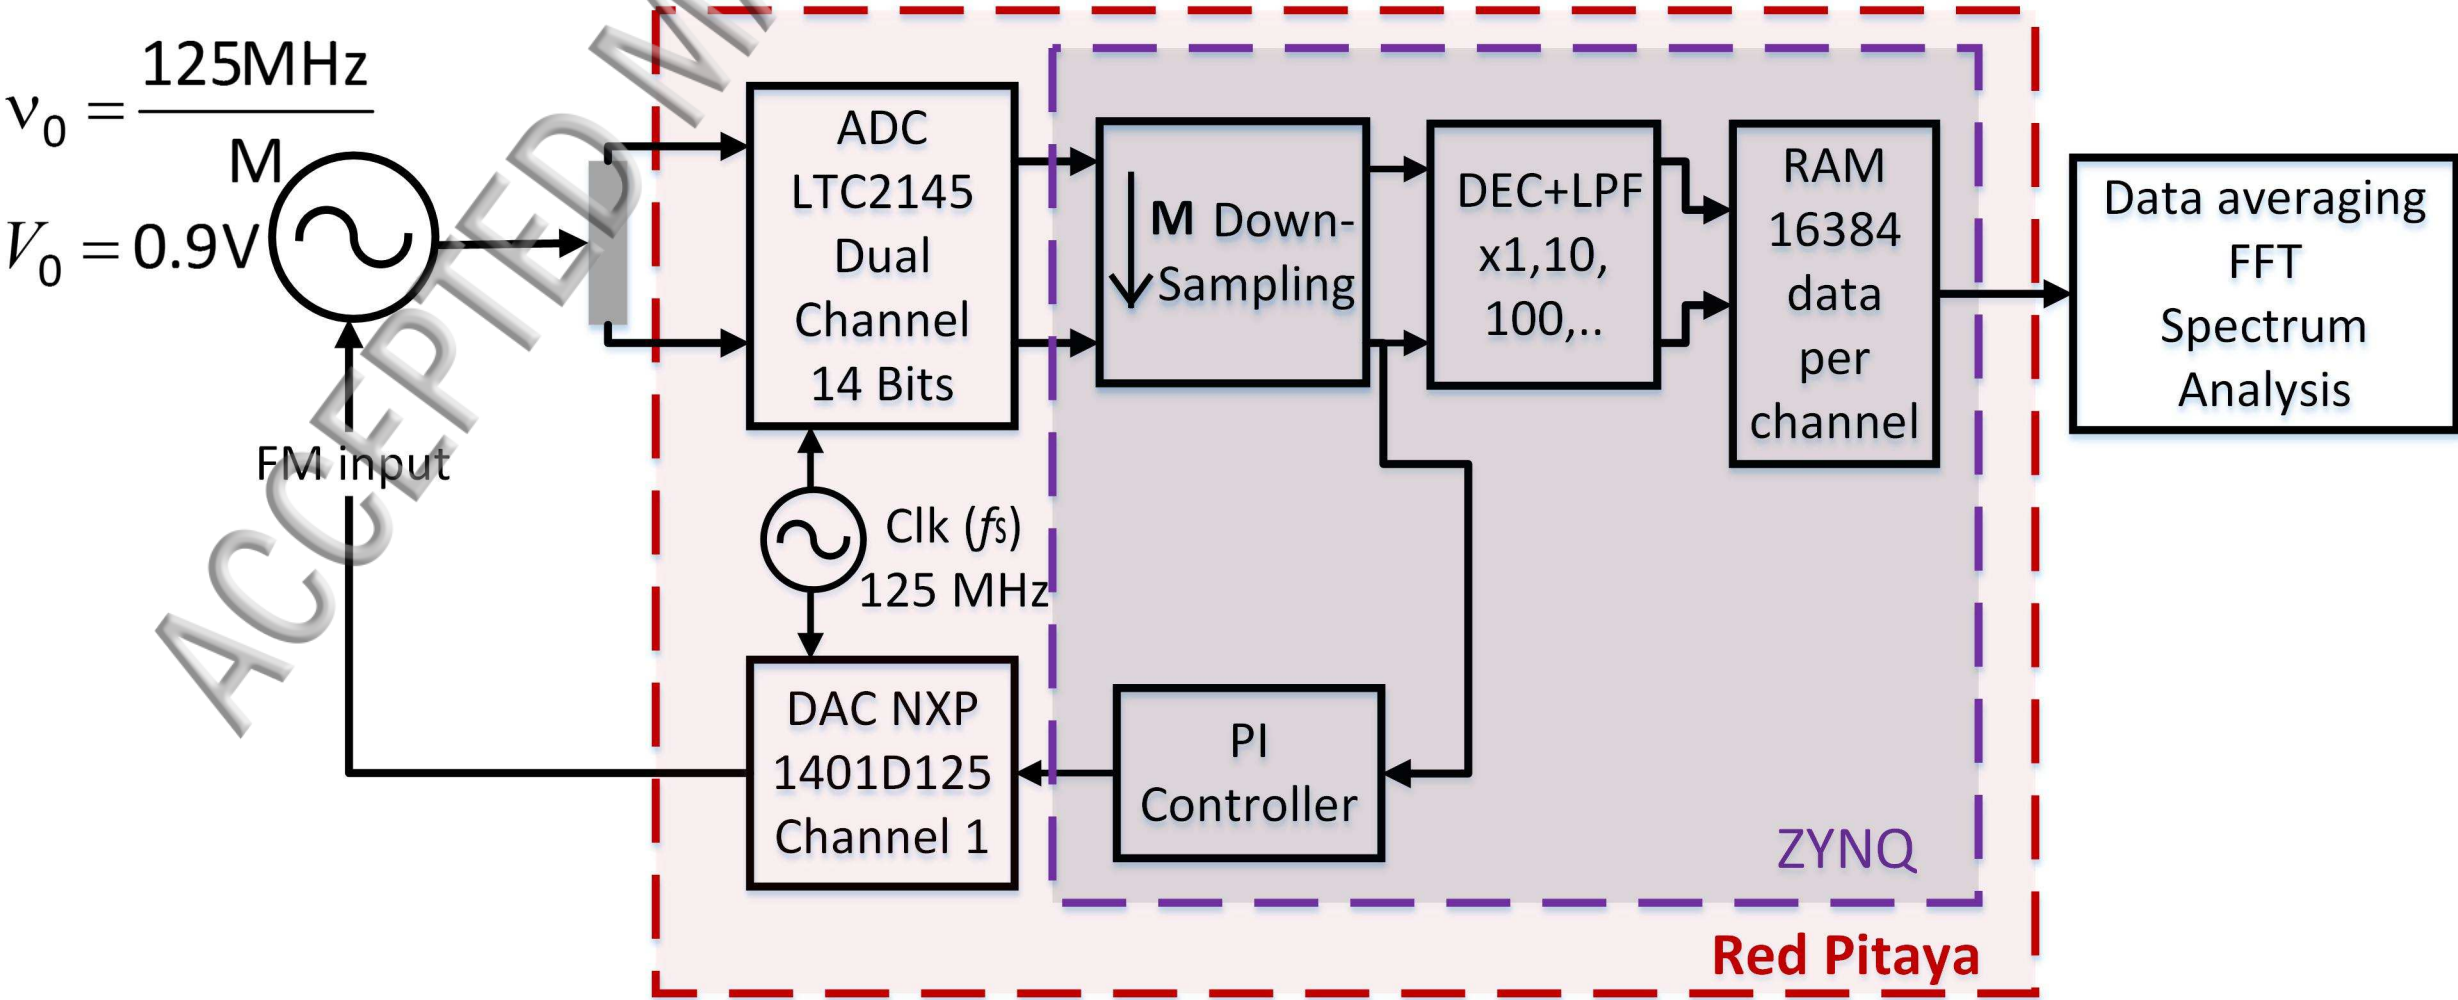 ν0 = 125MHz / M
V0 = 0.9V
FM input
ADC
LTC2145
Dual
Channel
14 Bits
Clk (fs)
125 MHz
DAC NXP
1401D125
Channel 1
↓ M Down-
Sampling
DEC+LPF
x1,10,
100,..
RAM
16384
data
per
channel
PI
Controller
ZYNQ
Red Pitaya
Data averaging
FFT
Spectrum
Analysis
ACCEPTED